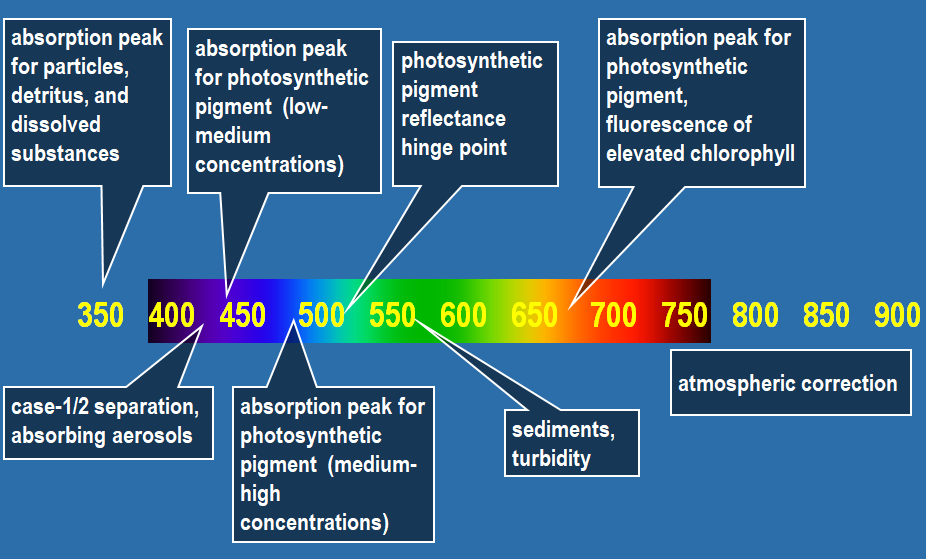 absorption peak
for particles,
detritus, and
dissolved
substances
absorption peak
for photosynthetic
pigment (low-
medium
concentrations)
photosynthetic
pigment
reflectance
hinge point
absorption peak for
photosynthetic
pigment,
fluorescence of
elevated chlorophyll
350 400 450 500 550 600 650 700 750 800 850 900
case-1/2 separation,
absorbing aerosols
absorption peak for
photosynthetic
pigment (medium-
high
concentrations)
sediments,
turbidity
atmospheric correction